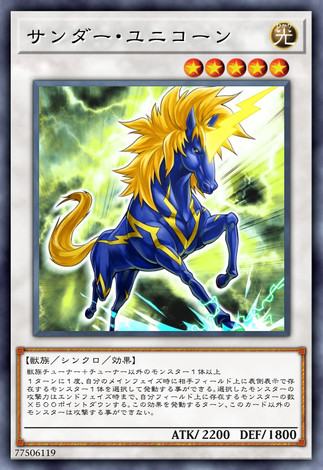 サンダー・ユニコーン
光
【獣族／シンクロ／効果】
獣族チューナー＋チューナー以外のモンスター１体以上
１ターンに１度、自分のメインフェイズ時に相手フィールド上に表側表示で存
在するモンスター１体を選択して発動する事ができる。選択したモンスターの
攻撃力はエンドフェイズ時まで、自分フィールド上に存在するモンスターの数
×５００ポイントダウンする。この効果を発動するターン、このカード以外の
モンスターは攻撃する事ができない。
ATK/ 2200 DEF/1800
77506119